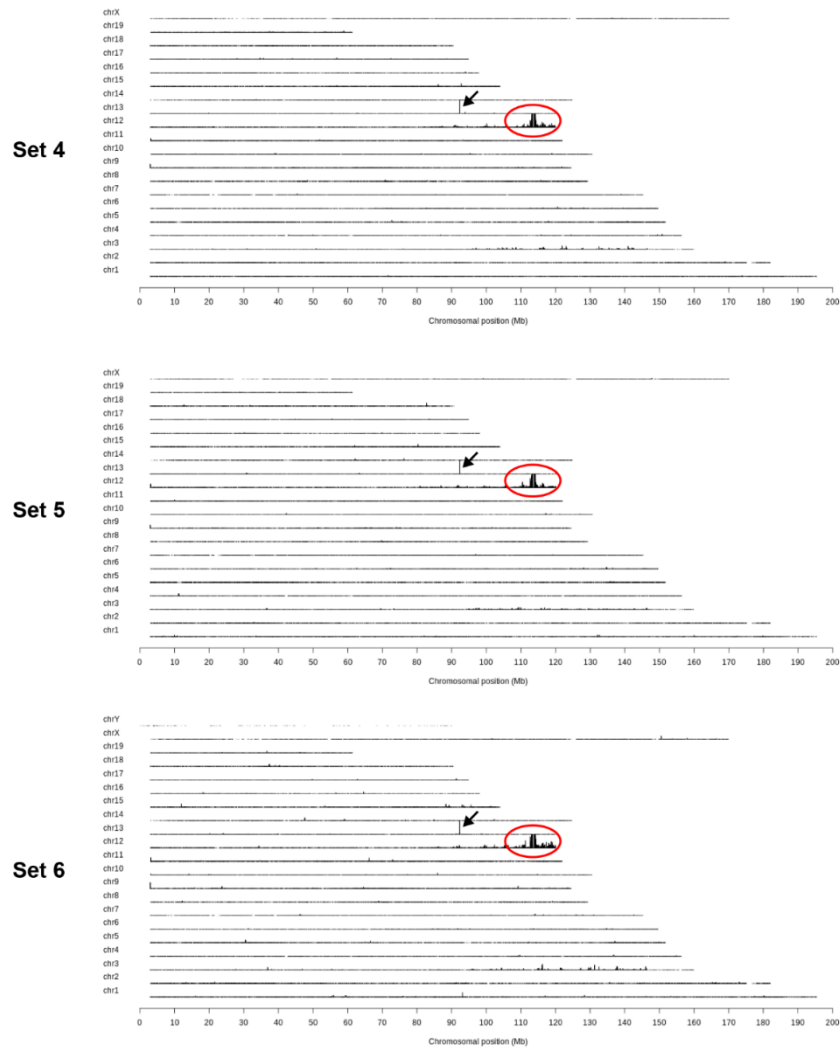 chrX
chr19
chr18
chr17
chr16
chr15
chr14
chr13
chr12
chr11
chr10
chr9
chr8
chr7
chr6
chr5
chr4
chr3
chr2
chr1
Set 4
0 10 20 30 40 50 60 70 80 90 100 110 120 130 140 150 160 170 180 190 200
Chromosomal position (Mb)
chrX
chr19
chr18
chr17
chr16
chr15
chr14
chr13
chr12
chr11
chr10
chr9
chr8
chr7
chr6
chr5
chr4
chr3
chr2
chr1
Set 5
0 10 20 30 40 50 60 70 80 90 100 110 120 130 140 150 160 170 180 190 200
Chromosomal position (Mb)
chrY
chrX
chr19
chr18
chr17
chr16
chr15
chr14
chr13
chr12
chr11
chr10
chr9
chr8
chr7
chr6
chr5
chr4
chr3
chr2
chr1
Set 6
0 10 20 30 40 50 60 70 80 90 100 110 120 130 140 150 160 170 180 190 200
Chromosomal position (Mb)